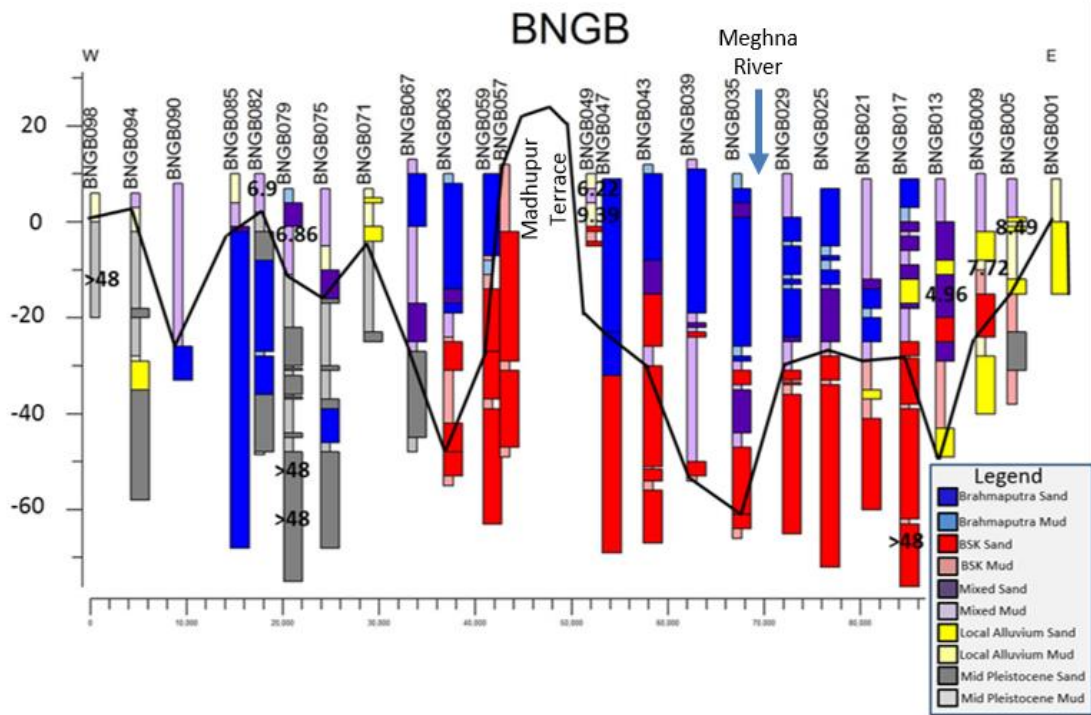 BNGB
Meghna
River
W
E
BNGB098
BNGB094
BNGB090
BNGB085
BNGB082
BNGB079
BNGB075
BNGB071
BNGB067
BNGB063
BNGB059
BNGB057
Madhupur
Terrace
BNGB049
BNGB047
BNGB043
BNGB039
BNGB035
BNGB029
BNGB025
BNGB021
BNGB017
BNGB013
BNGB009
BNGB005
BNGB001
20
0
-20
-40
-60
>48
6.9
6.86
>48
>48
6.22
9.39
4.96
7.72
8.49
>48
0
10,000
20,000
30,000
40,000
50,000
60,000
70,000
80,000
Legend
Brahmaputra Sand
Brahmaputra Mud
BSK Sand
BSK Mud
Mixed Sand
Mixed Mud
Local Alluvium Sand
Local Alluvium Mud
Mid Pleistocene Sand
Mid Pleistocene Mud